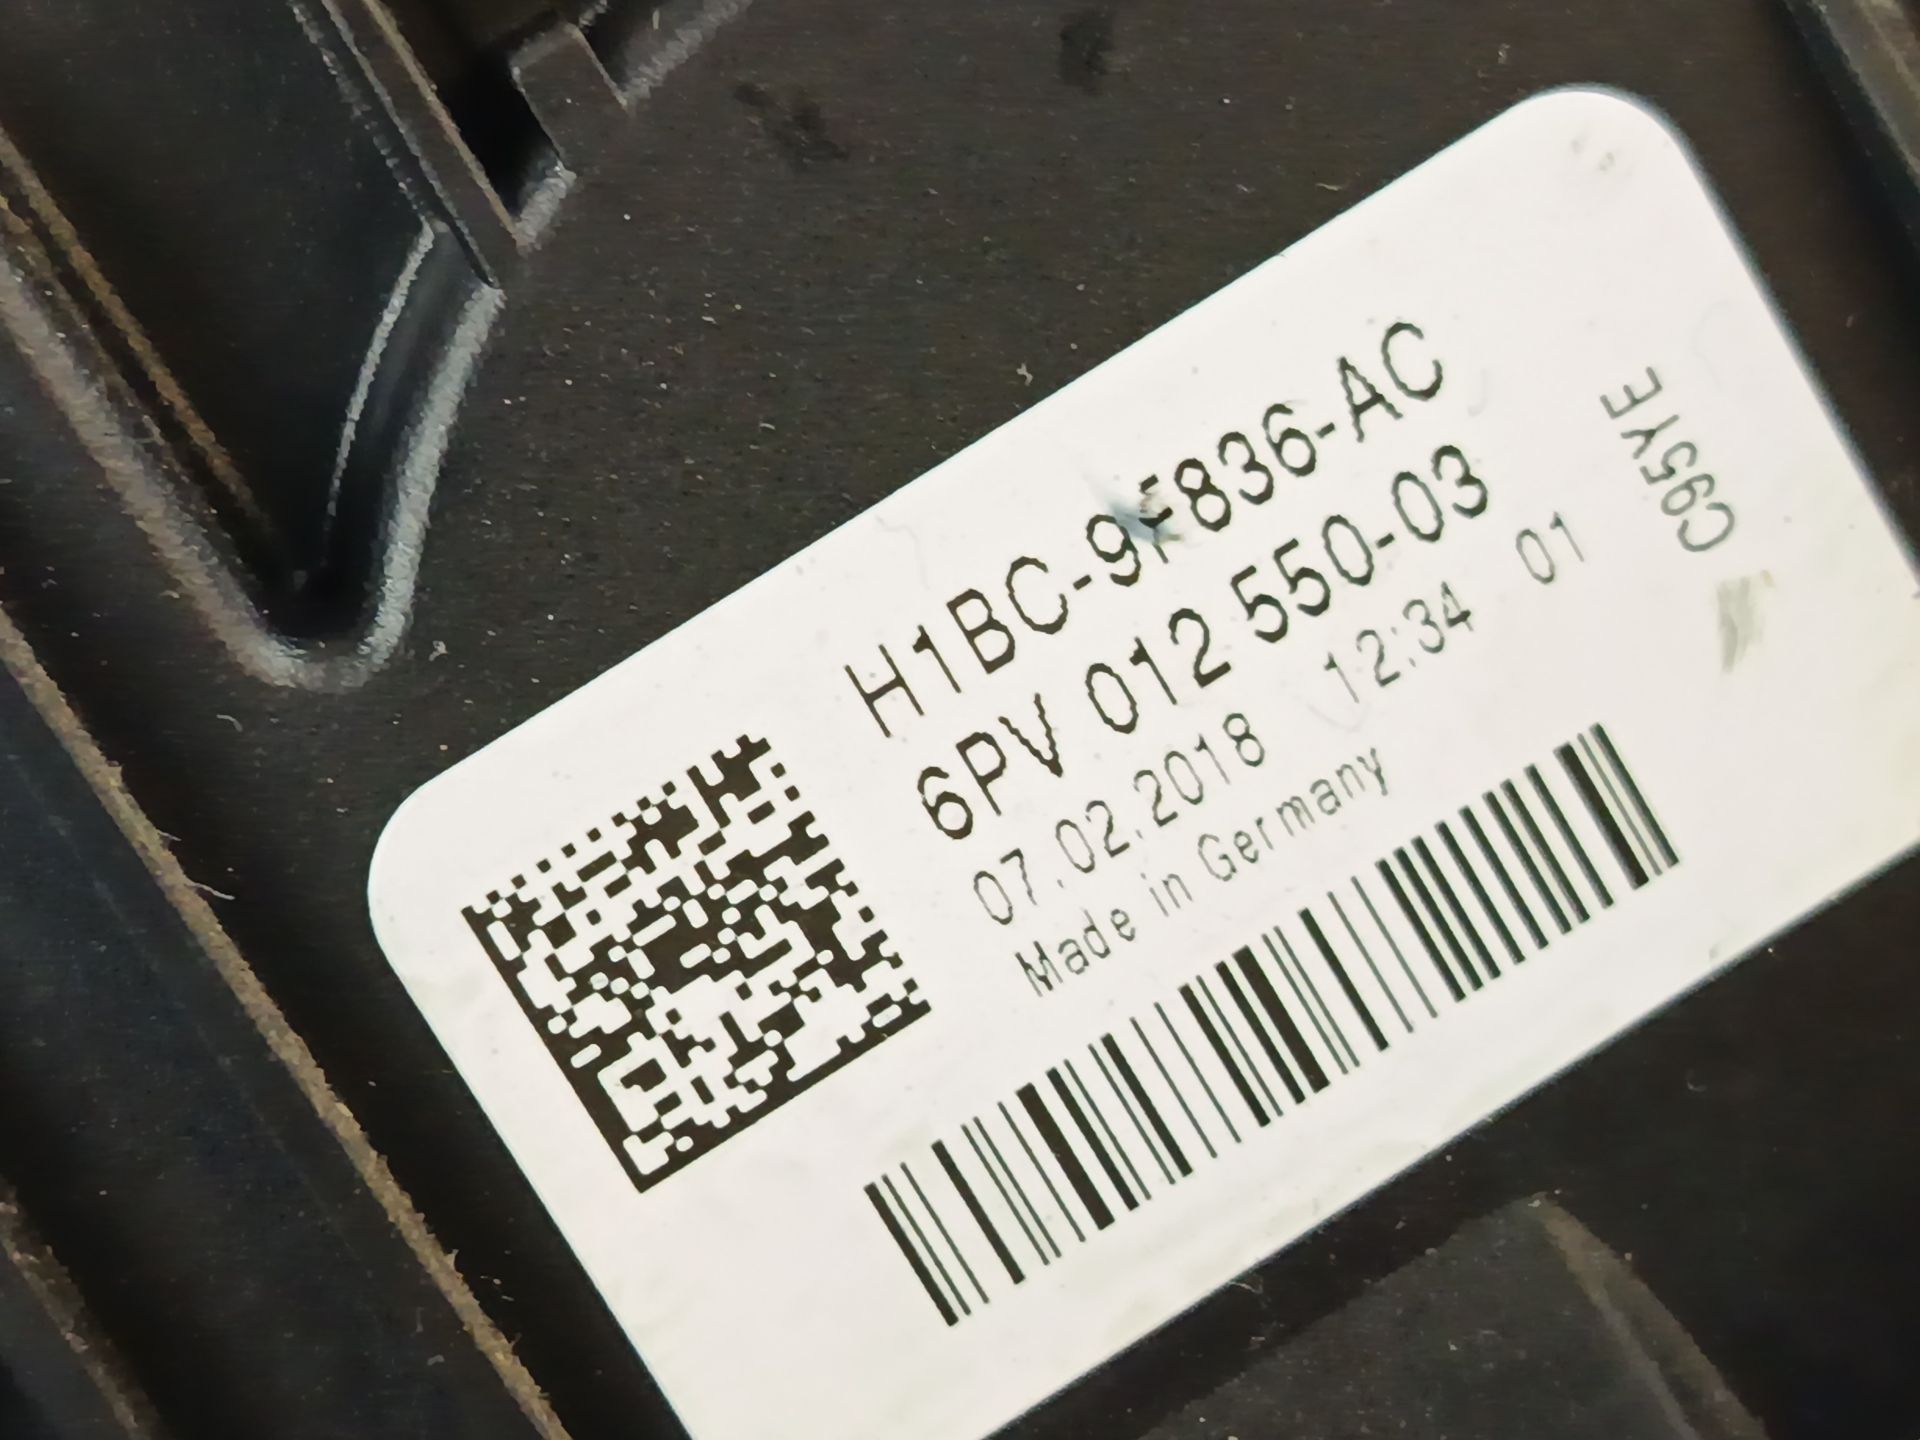 H1BC-9F836-AC
6PV 012 550-03
07.02.2018 12:34 01
Made in Germany
C95YE